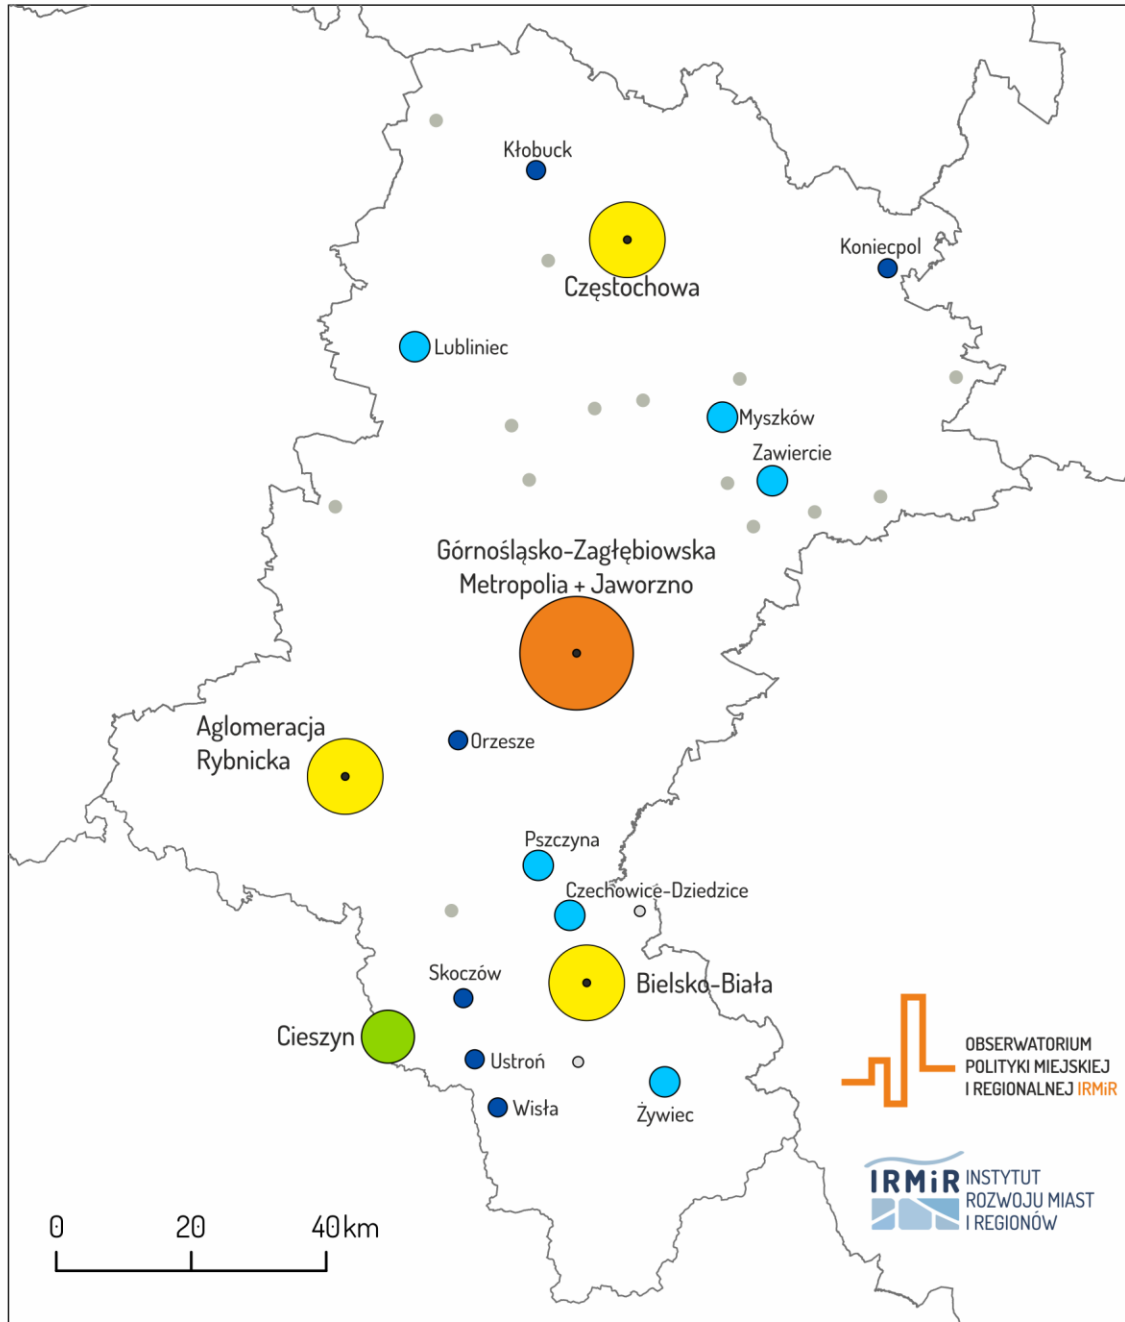 Kłobuck
Koniecpol
Częstochowa
Lubliniec
Myszków
Zawiercie
Górnośląsko-Zagłębiowska
Metropolia + Jaworzno
Aglomeracja
Rybnicka
Orzesze
Pszczyna
Czechowice-Dziedzice
Skoczów
Bielsko-Biała
Cieszyn
Ustroń
Wisła
Żywiec
OBSERWATORIUM
POLITYKI MIEJSKIEJ
I REGIONALNEJ IRMiR
IRMiR
INSTYTUT
ROZWOJU MIAST
I REGIONÓW
0 20 40 km